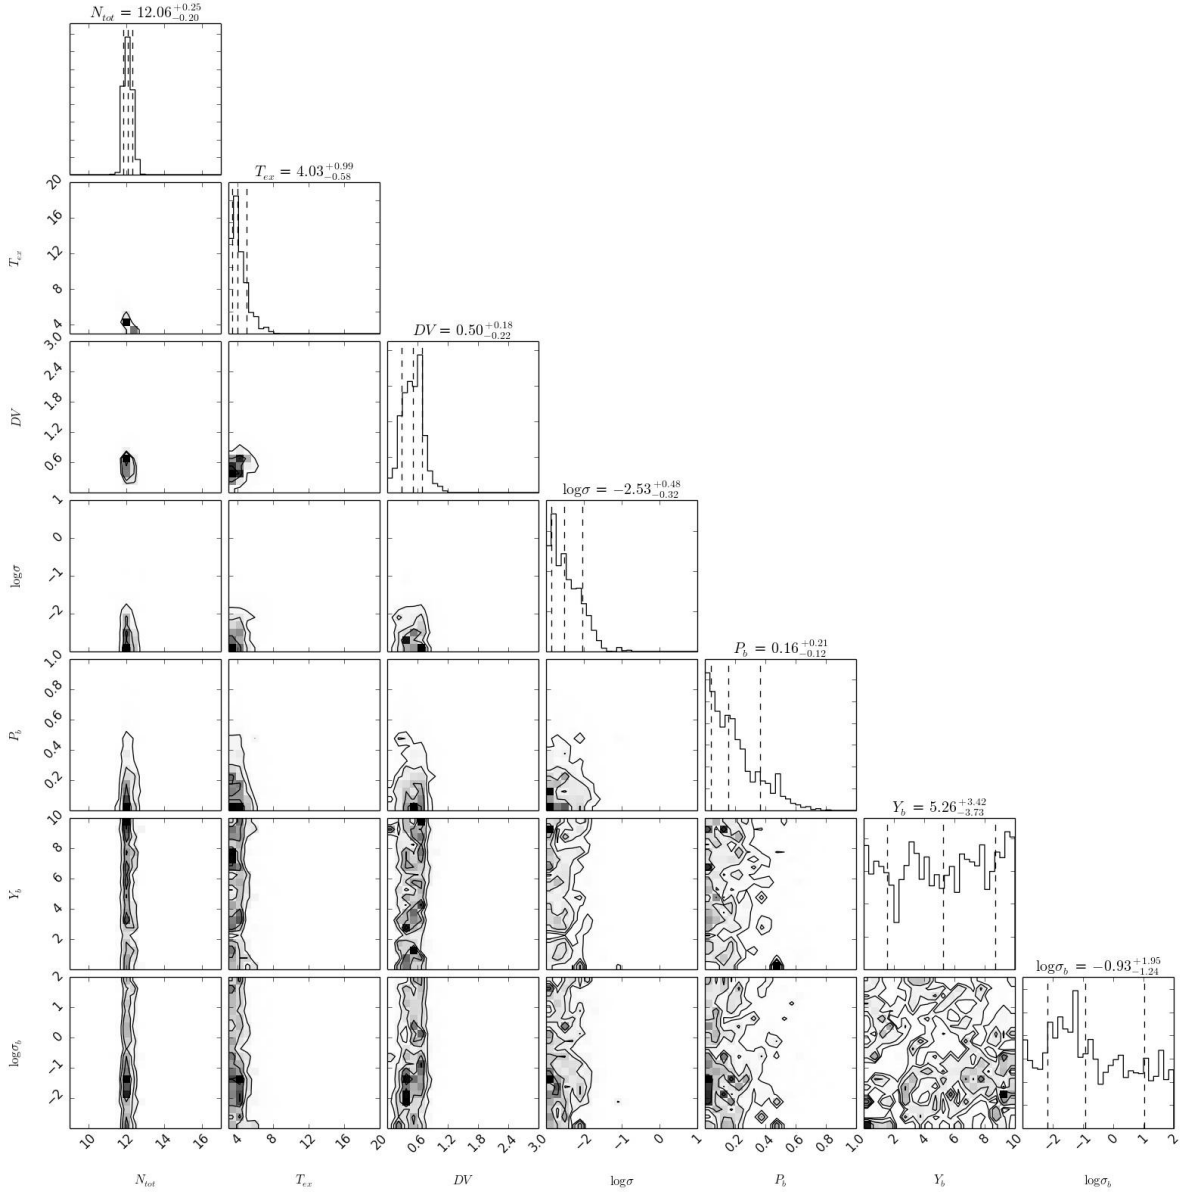 N_tot = 12.06 +0.25 −0.20
T_ex = 4.03 +0.99 −0.58
20
16
12
8
4
T_ex
DV = 0.50 +0.18 −0.22
3.0
3.0
2.4
1.8
1.2
0.6
DV
logσ = −2.53 +0.48 −0.32
1
0
−1
−2
logσ
P_b = 0.16 +0.21 −0.12
1.0
0.8
0.6
0.4
0.2
P_b
Y_b = 5.26 +3.42 −3.73
10
8
6
4
2
Y_b
logσ_b = −0.93 +1.95 −1.24
2
1
0
−1
−2
logσ_b
10 12 14 16 4 8 12 16 20 0.6 1.2 1.8 2.4 3.0 −2 −1 0 1 0.2 0.4 0.6 0.8 1.0 2 4 6 8 10 −2 −1 0 1 2
N_tot T_ex DV logσ P_b Y_b logσ_b